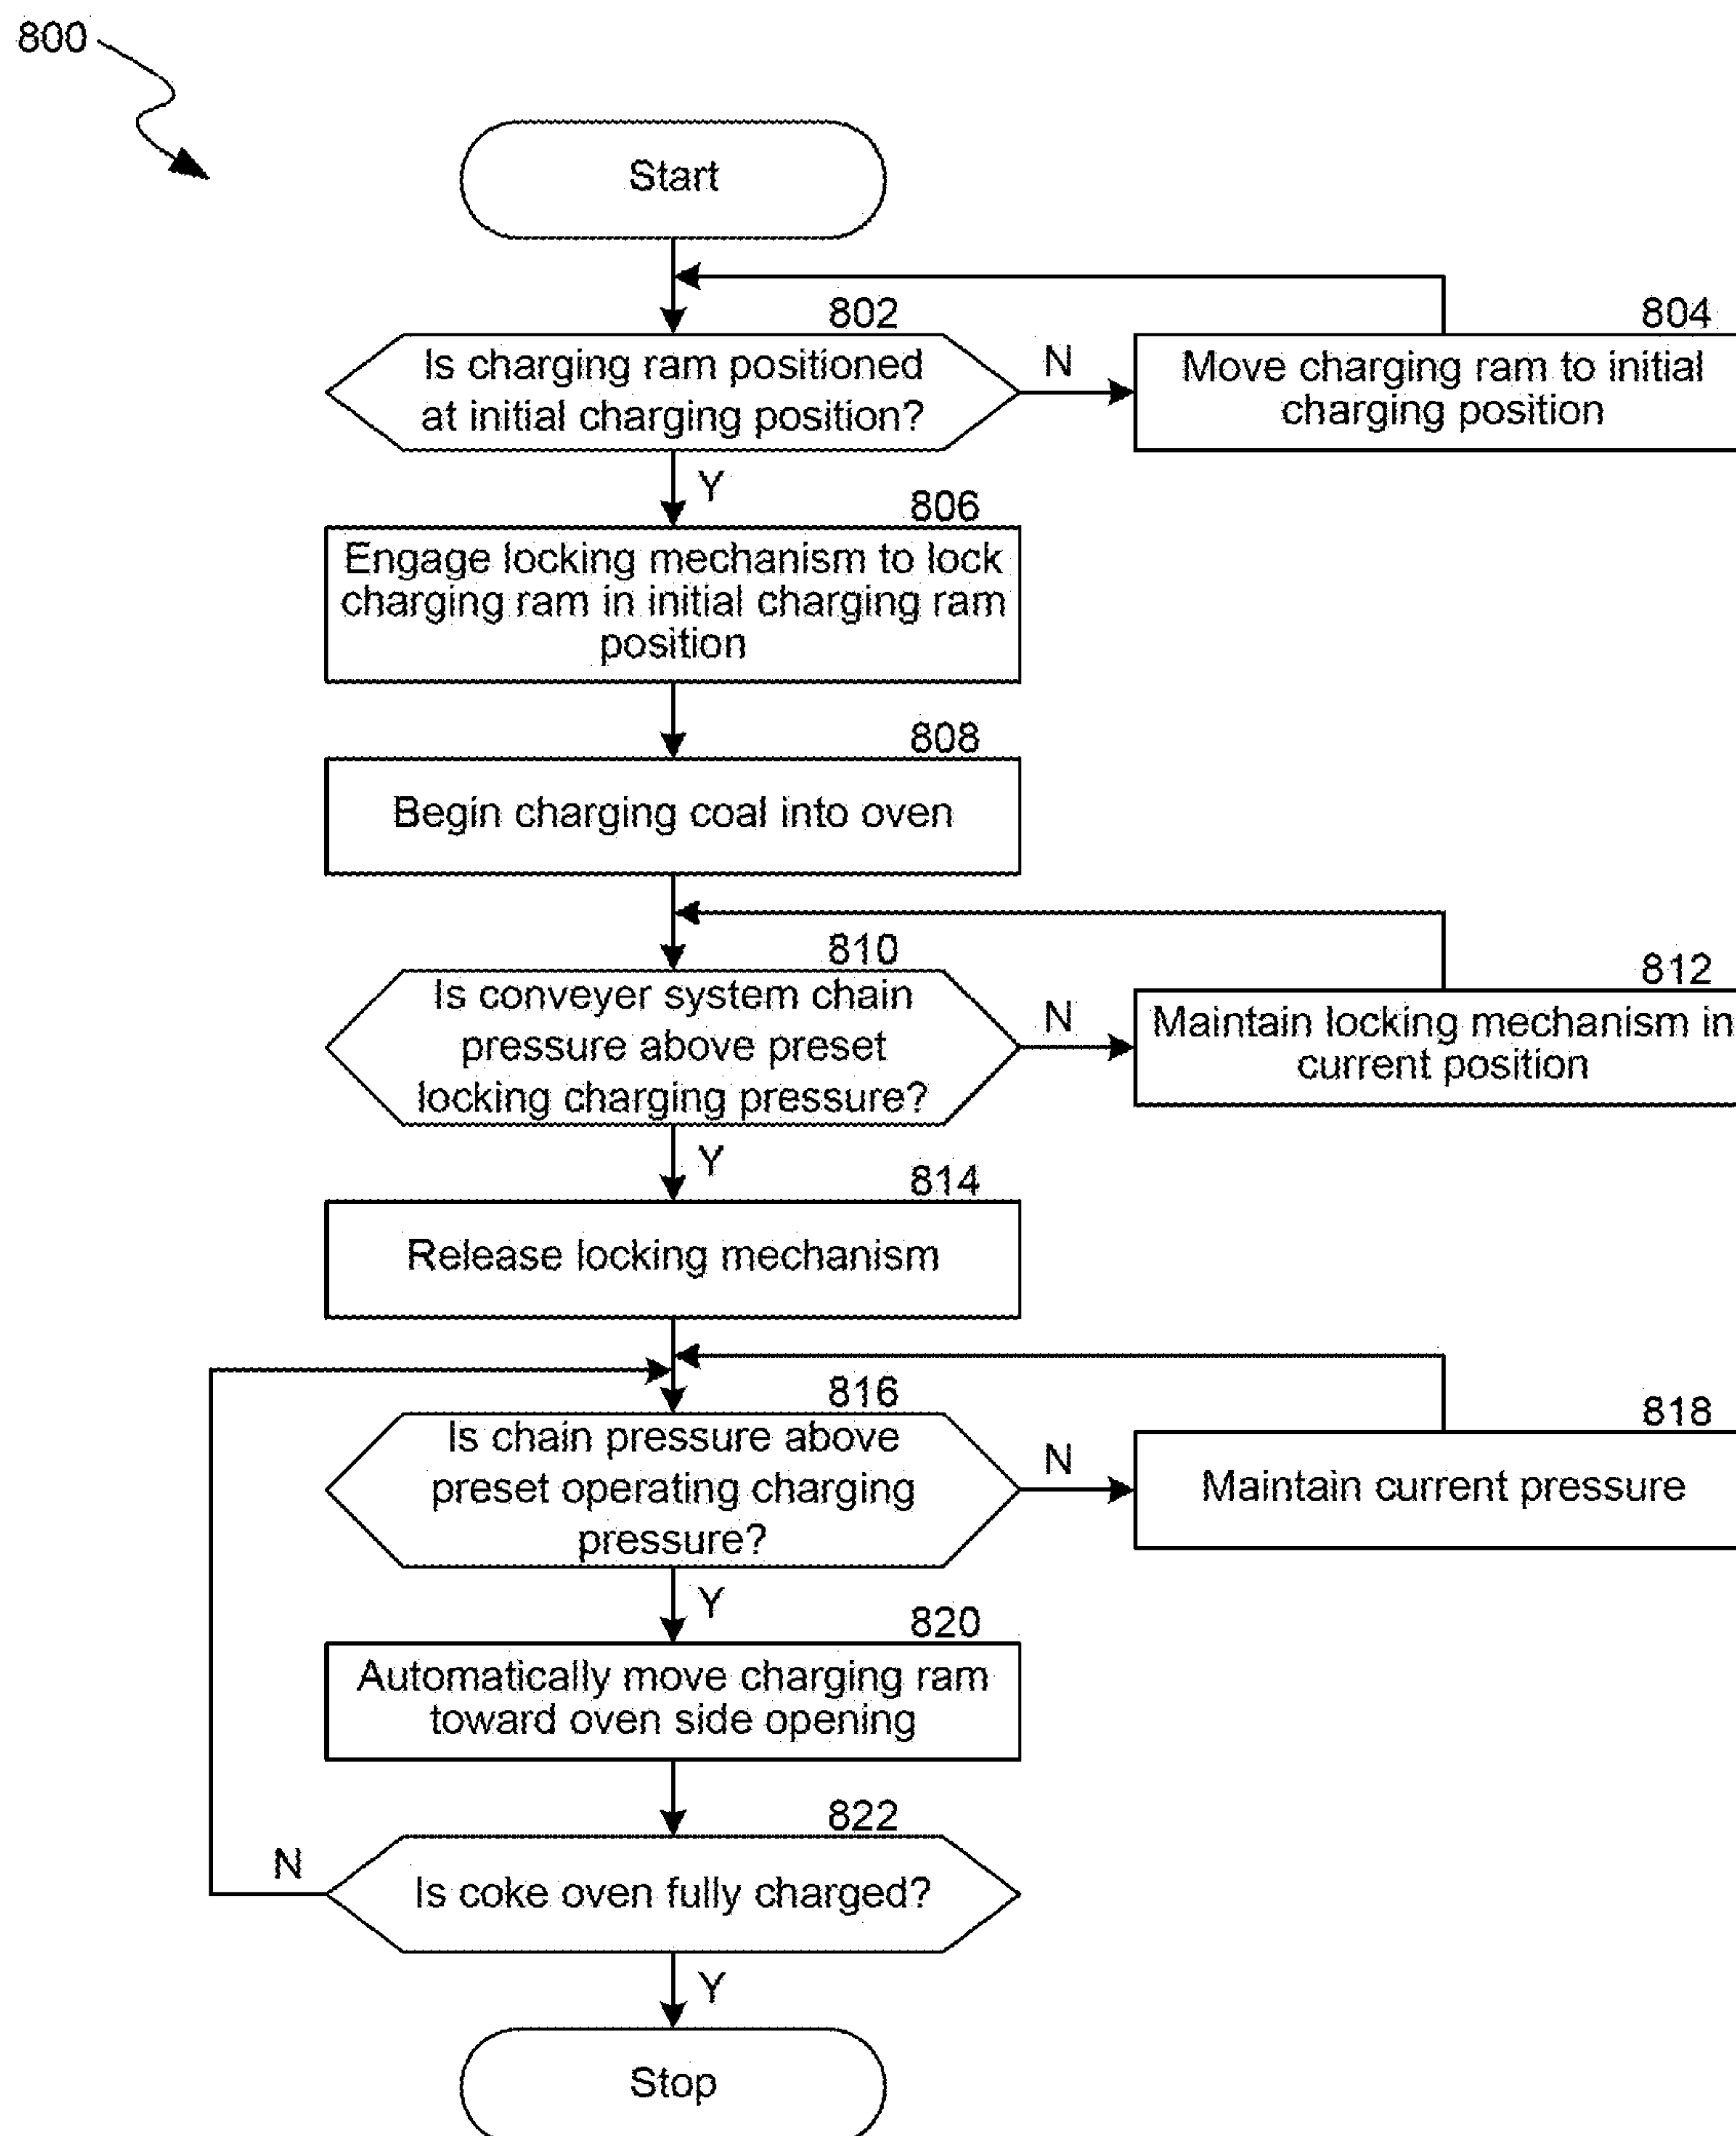 800
Start
802
Is charging ram positioned
at initial charging position?
N
804
Move charging ram to initial
charging position
Y
806
Engage locking mechanism to lock
charging ram in initial charging ram
position
808
Begin charging coal into oven
810
Is conveyer system chain
pressure above preset
locking charging pressure?
N
812
Maintain locking mechanism in
current position
Y
814
Release locking mechanism
816
Is chain pressure above
preset operating charging
pressure?
N
818
Maintain current pressure
Y
820
Automatically move charging ram
toward oven side opening
822
Is coke oven fully charged?
N
Y
Stop